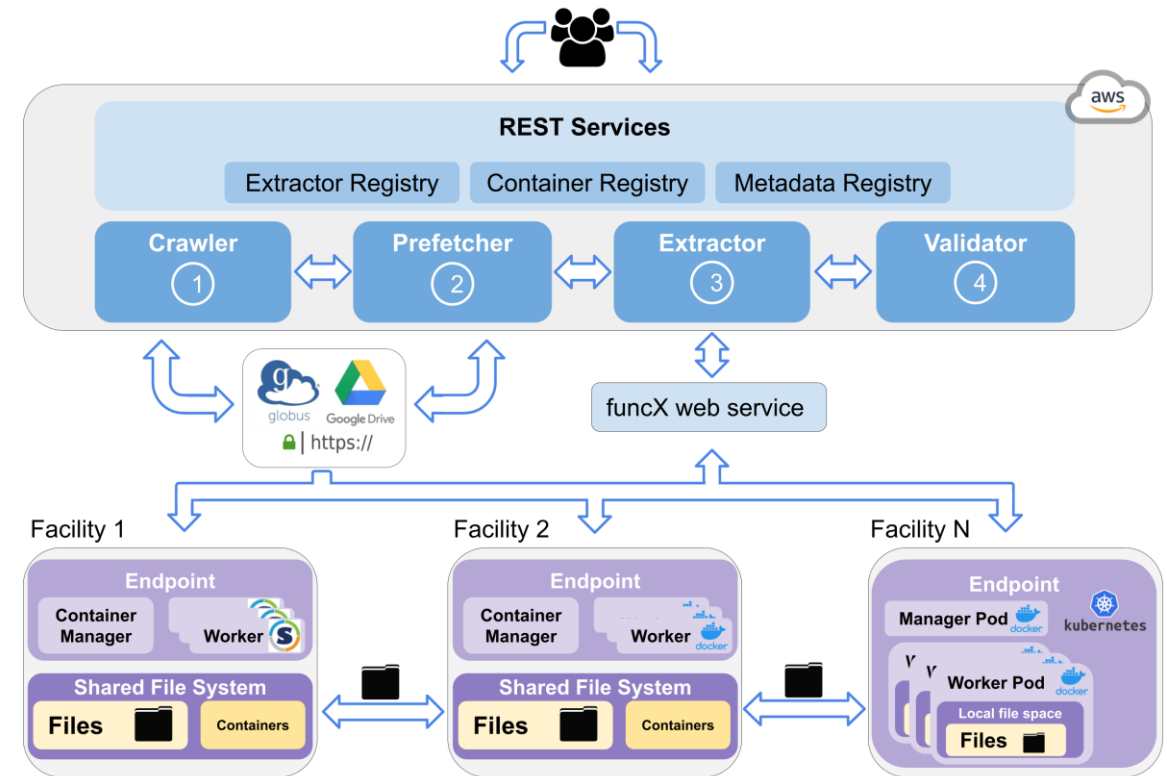 aws
REST Services
Extractor Registry
Container Registry
Metadada Registry
Crawler
Prefetcher
Extractor
Validator
1
2
3
4
g
globus
Google Drive
https://
funcX web service
Facility 1
Facility 2
Facility N
Endpoint
Container
Manager
Worker
S
Shared File System
Files
Containers
Endpoint
Container
Manager
Worker
docker
Shared File System
Files
Containers
Endpoint
Manager Pod
docker
kubernetes
Worker Pod
docker
Local file space
Files